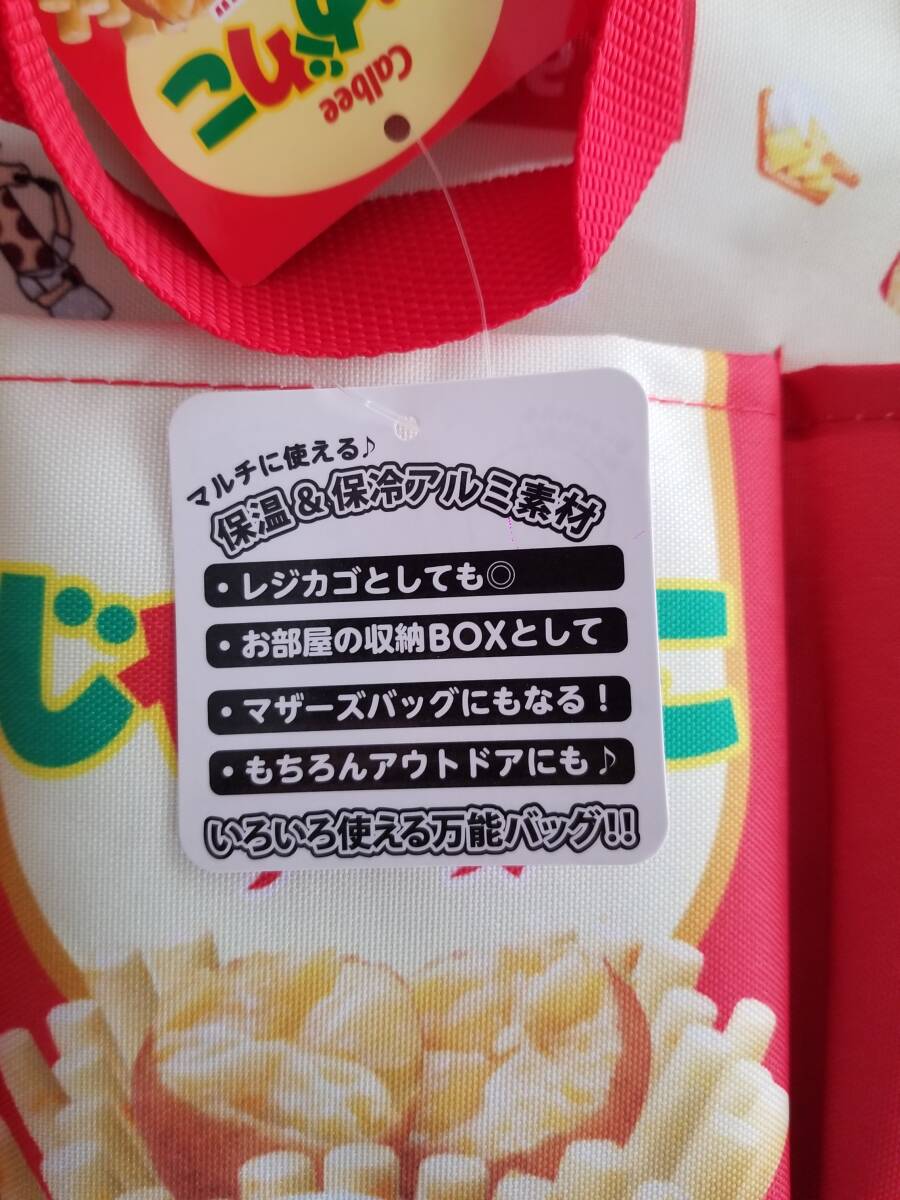 Calbee
マルチに使える♪
保温&保冷アルミ素材
・レジカゴとしても◎
・お部屋の収納BOXとして
・マザーズバッグにもなる!
・もちろんアウトドアにも♪
いろいろ使える万能バッグ!!
じ
こ